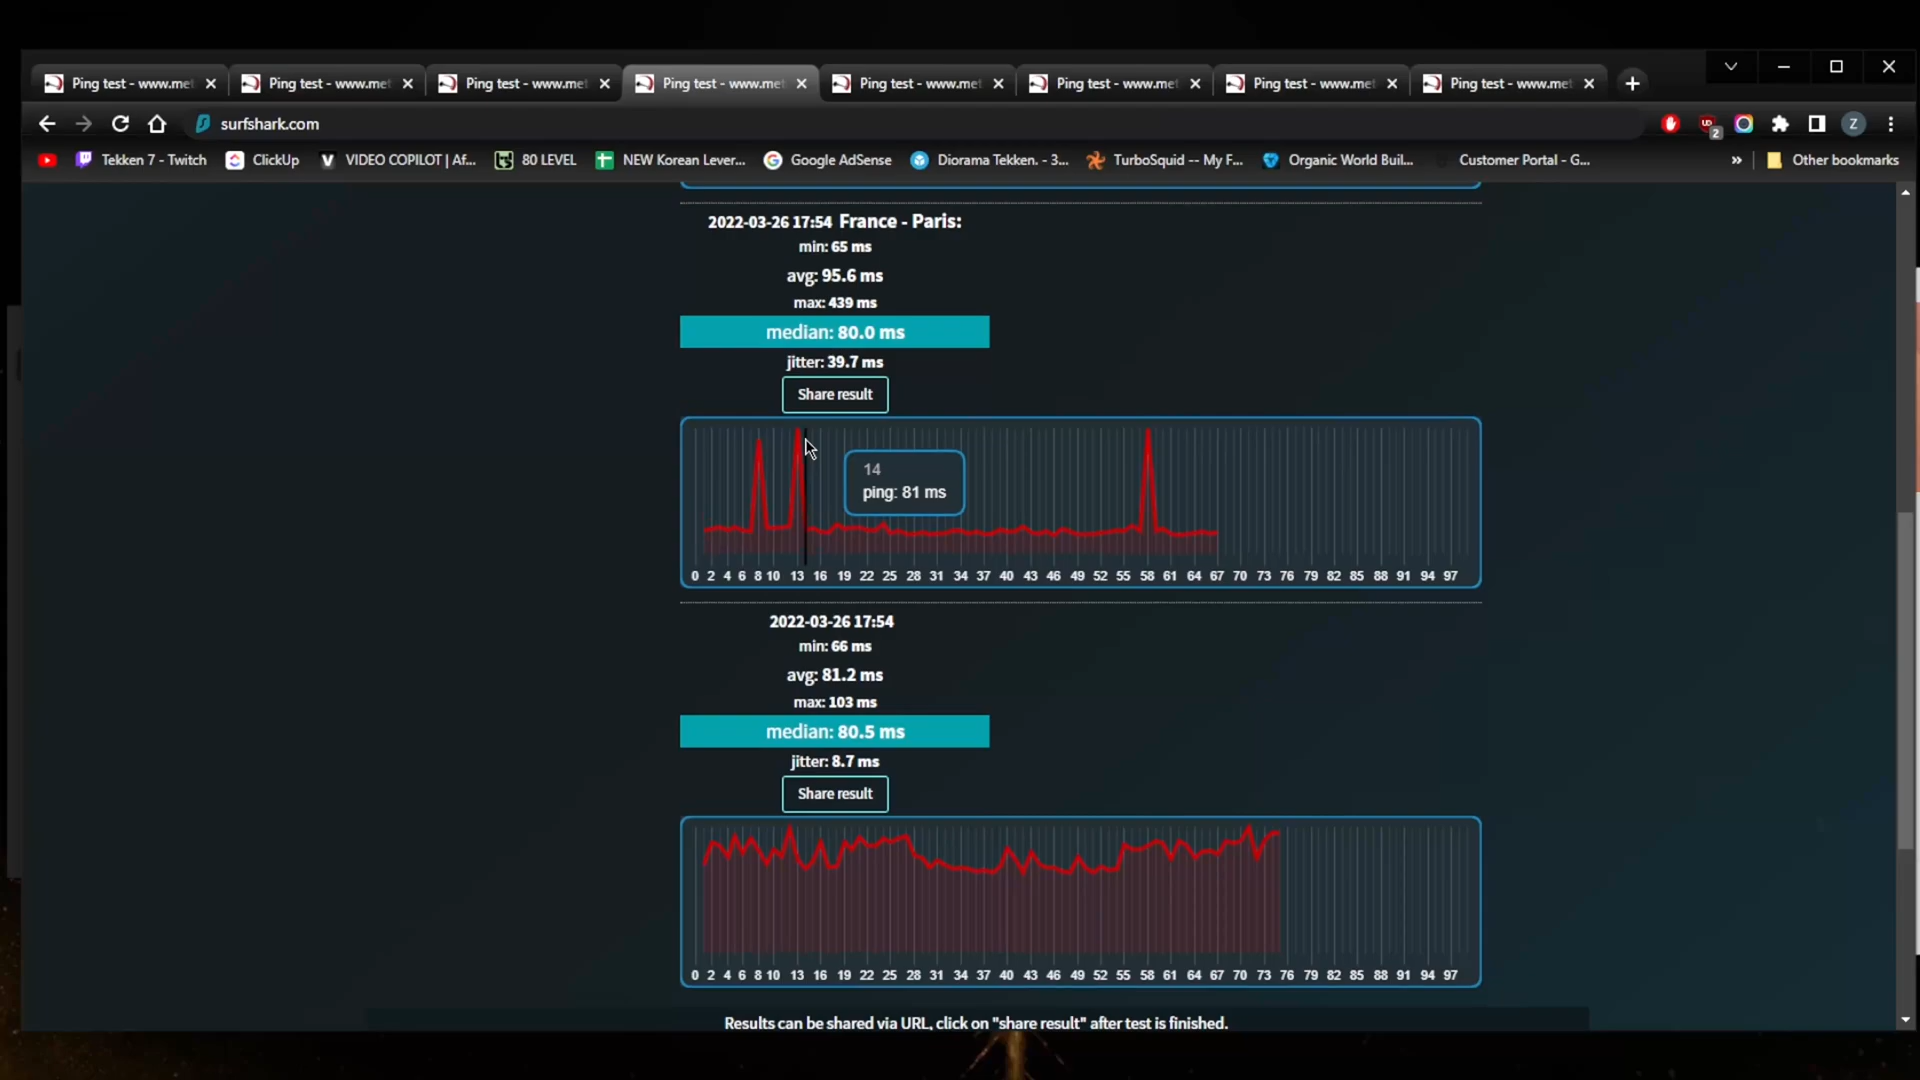 Ping test - www.met
Ping test - www.met
Ping test - www.met
Ping test - www.met
Ping test - www.met
Ping test - www.met
Ping test - www.met
Ping test - www.met
surfshark.com
2
Z
Tekken 7 - Twitch
ClickUp
VIDEO COPILOT | Af...
80 LEVEL
NEW Korean Lever...
Google AdSense
Diorama Tekken. - 3...
TurboSquid -- My F...
Organic World Buil...
Customer Portal - G...
»
Other bookmarks
2022-03-26 17:54 France - Paris:
min: 65 ms
avg: 95.6 ms
max: 439 ms
median: 80.0 ms
jitter: 39.7 ms
Share result
14
ping: 81 ms
0 2 4 6 8 10 13 16 19 22 25 28 31 34 37 40 43 46 49 52 55 58 61 64 67 70 73 76 79 82 85 88 91 94 97
2022-03-26 17:54
min: 66 ms
avg: 81.2 ms
max: 103 ms
median: 80.5 ms
jitter: 8.7 ms
Share result
0 2 4 6 8 10 13 16 19 22 25 28 31 34 37 40 43 46 49 52 55 58 61 64 67 70 73 76 79 82 85 88 91 94 97
Results can be shared via URL, click on "share result" after test is finished.